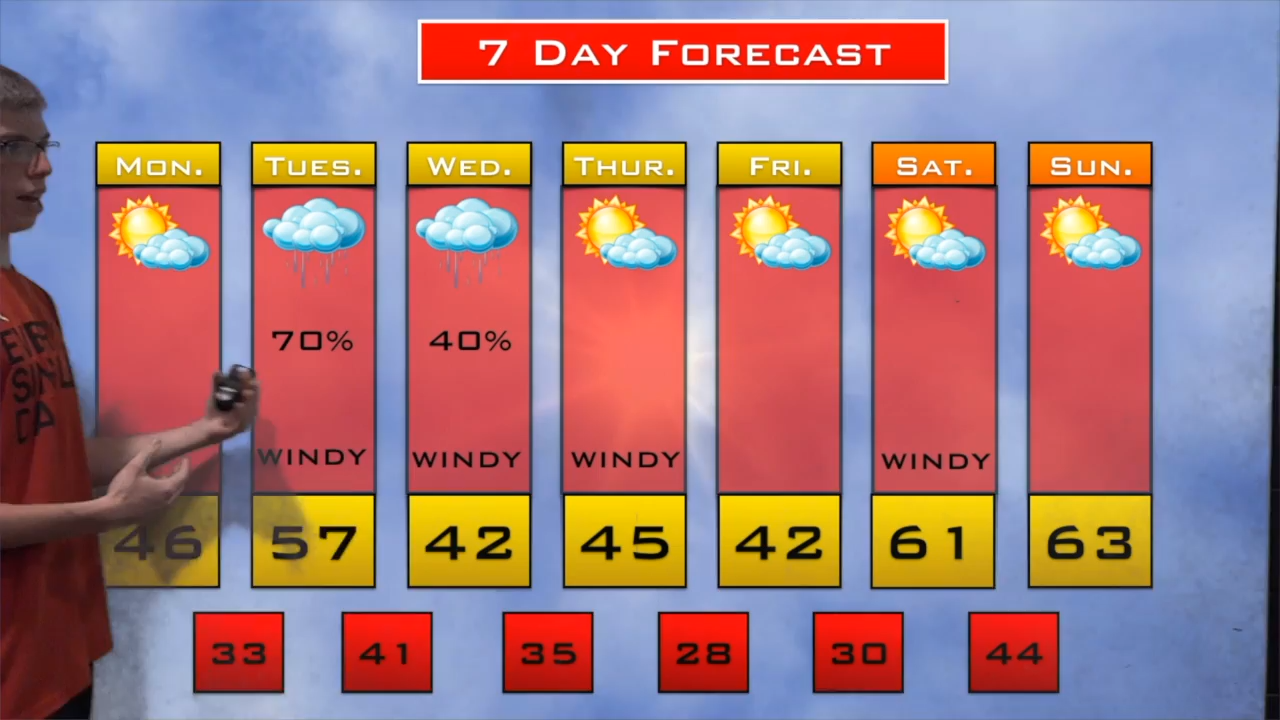 7 Day Forecast
Mon. Tues. Wed. Thur. Fri. Sat. Sun.
70% 40%
WINDY WINDY WINDY WINDY
46 57 42 45 42 61 63
33 41 35 28 30 44